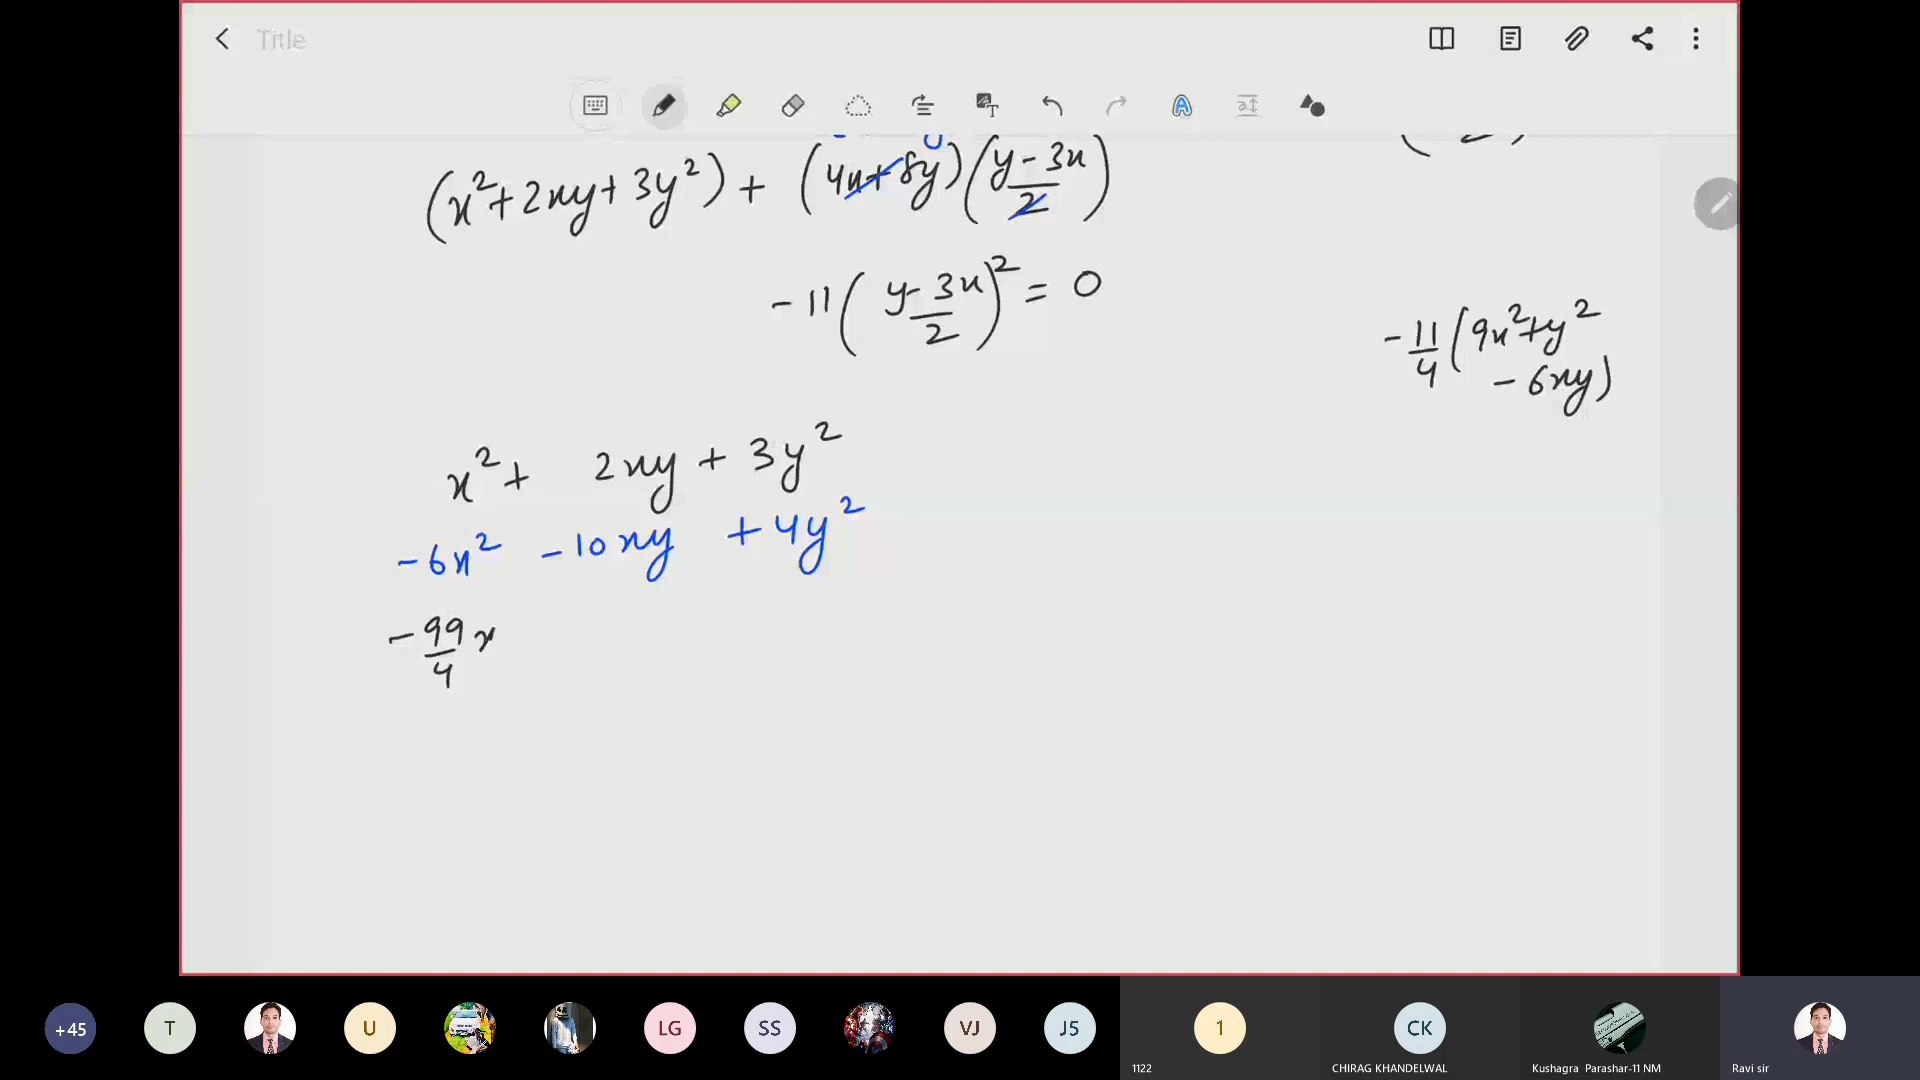 Title
(x²+2xy+3y²) + (4x+8y)(y-3x/2)
-11(y-3x/2)² = 0
-11/4(9x²+y²
-6xy)
x²+ 2xy + 3y²
-6x² -10xy +4y²
-99/4 x
+45 T U LG SS VJ J5 1 CK
1122 CHIRAG KHANDELWAL Kushagra Parashar-11 NM Ravi sir